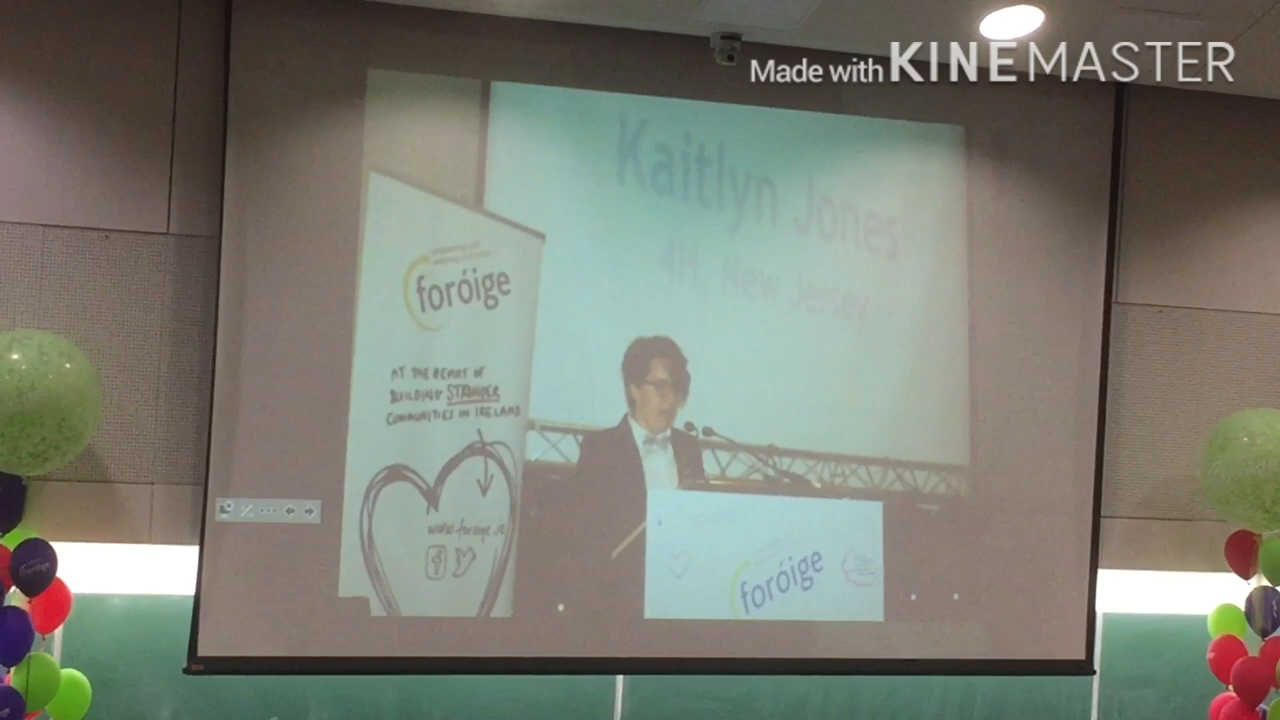 Made with KINEMASTER
Kaitlyn Jones
4H, New Jersey
foróige
AT THE HEART OF
BUILDING STRONGER
COMMUNITIES IN IRELAND
www.foroige.ie
foróige